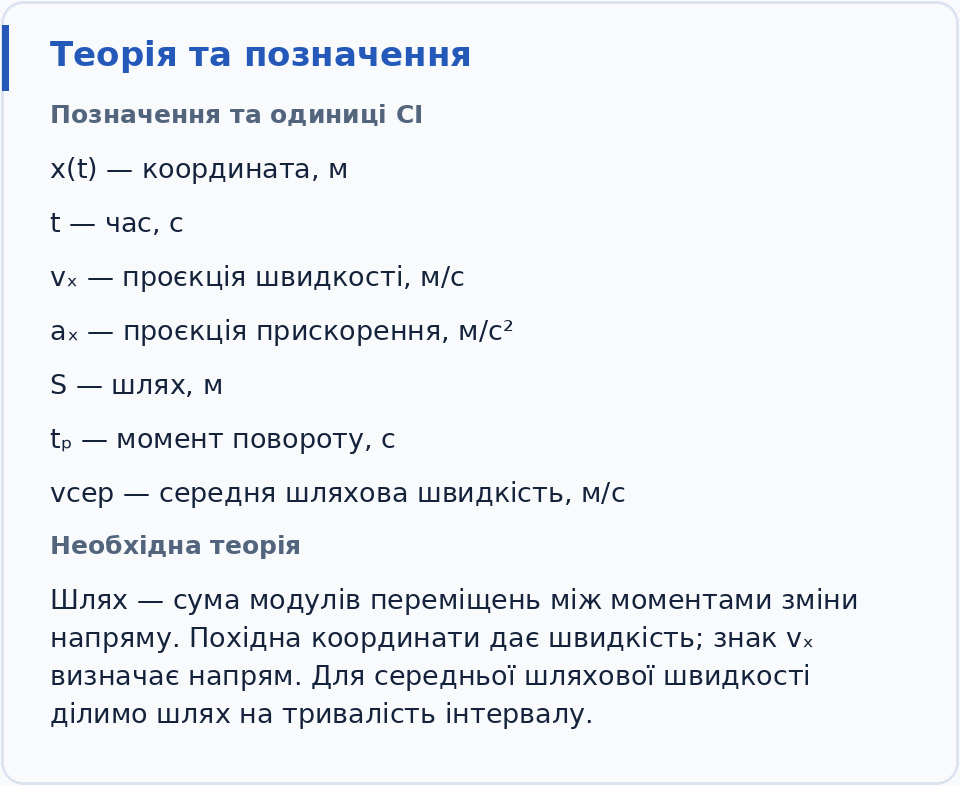 Теорія та позначення
Позначення та одиниці СІ
x(t) — координата, м
t — час, с
vₓ — проєкція швидкості, м/с
aₓ — проєкція прискорення, м/с²
S — шлях, м
tₚ — момент повороту, с
vсер — середня шляхова швидкість, м/с
Необхідна теорія
Шлях — сума модулів переміщень між моментами зміни
напряму. Похідна координати дає швидкість; знак vₓ
визначає напрям. Для середньої шляхової швидкості
ділимо шлях на тривалість інтервалу.